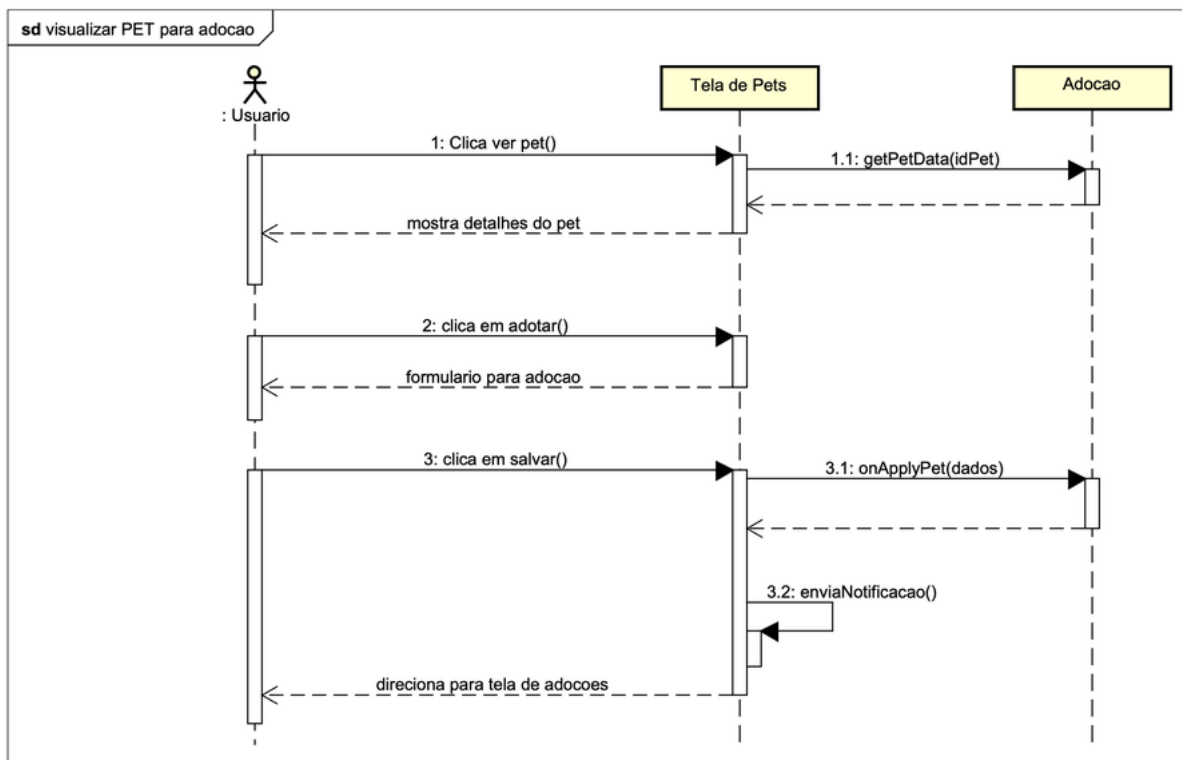 sd visualizar PET para adocao
: Usuario
Tela de Pets
Adocao
1: Clica ver pet()
1.1: getPetData(idPet)
mostra detalhes do pet
2: clica em adotar()
formulario para adocao
3: clica em salvar()
3.1: onApplyPet(dados)
3.2: enviaNotificacao()
direciona para tela de adocoes